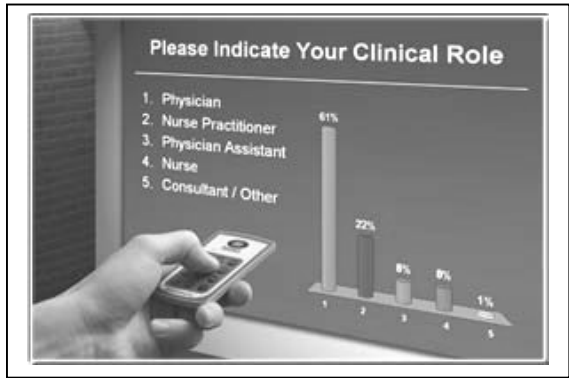 Please Indicate Your Clinical Role
1. Physician
2. Nurse Practitioner
3. Physician Assistant
4. Nurse
5. Consultant / Other
61%
22%
8%
8%
1%
1
2
3
4
5